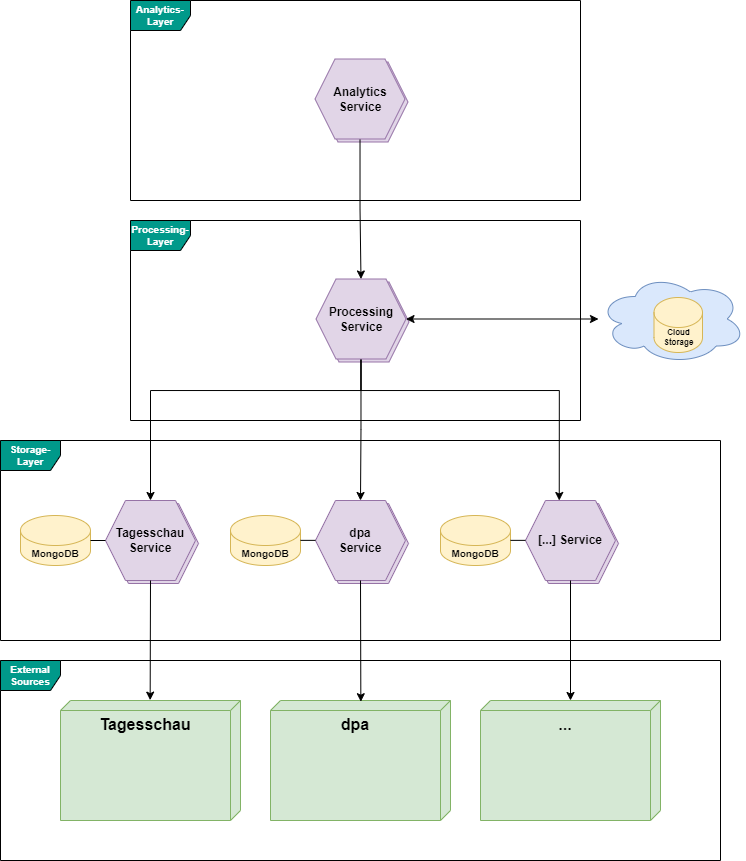 Analytics-
Layer
Analytics
Service
Processing-
Layer
Processing
Service
Cloud
Storage
Storage-
Layer
MongoDB
Tagesschau
Service
MongoDB
dpa
Service
MongoDB
[...] Service
External
Sources
Tagesschau
dpa
...